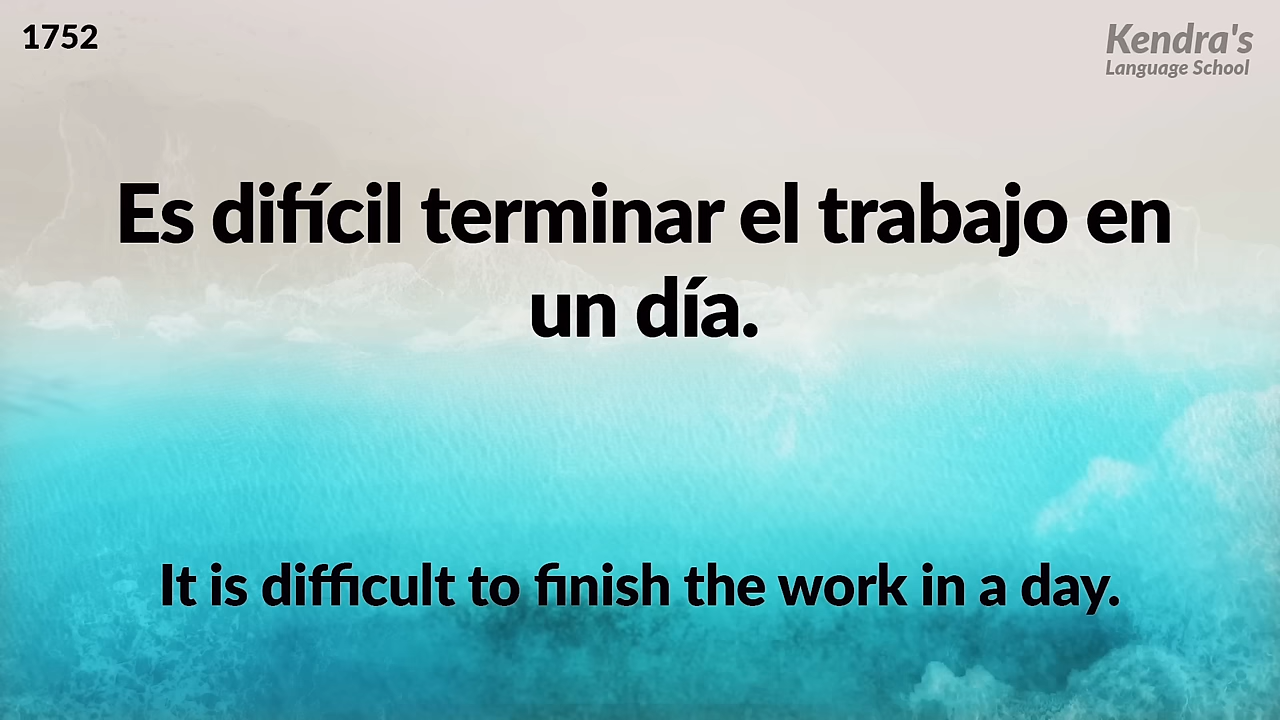 1752
Kendra's
Language School
Es difícil terminar el trabajo en
un día.
It is difficult to finish the work in a day.